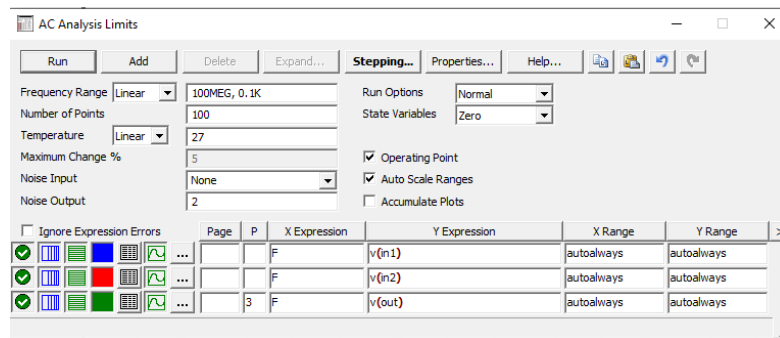 AC Analysis Limits
Run Add Delete Expand... Stepping... Properties... Help...
Frequency Range Linear 100MEG, 0.1K Run Options Normal
Number of Points 100 State Variables Zero
Temperature Linear 27
Maximum Change % 5 Operating Point
Noise Input None Auto Scale Ranges
Noise Output 2 Accumulate Plots
Ignore Expression Errors Page P X Expression Y Expression X Range Y Range >
... F v(in1) autoalways autoalways
... F v(in2) autoalways autoalways
... 3 F v(out) autoalways autoalways